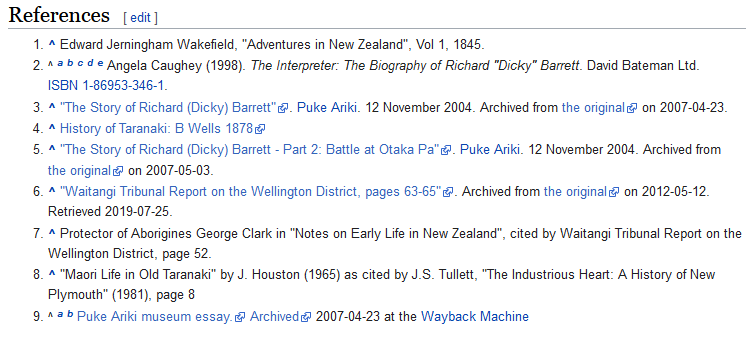 References [ edit ]
1. ^ Edward Jerningham Wakefield, "Adventures in New Zealand", Vol 1, 1845.
2. ^ a b c d e Angela Caughey (1998). The Interpreter: The Biography of Richard "Dicky" Barrett. David Bateman Ltd.
ISBN 1-86953-346-1.
3. ^ "The Story of Richard (Dicky) Barrett". Puke Ariki. 12 November 2004. Archived from the original on 2007-04-23.
4. ^ History of Taranaki: B Wells 1878
5. ^ "The Story of Richard (Dicky) Barrett - Part 2: Battle at Otaka Pa". Puke Ariki. 12 November 2004. Archived from
the original on 2007-05-03.
6. ^ "Waitangi Tribunal Report on the Wellington District, pages 63-65". Archived from the original on 2012-05-12.
Retrieved 2019-07-25.
7. ^ Protector of Aborigines George Clark in "Notes on Early Life in New Zealand", cited by Waitangi Tribunal Report on the
Wellington District, page 52.
8. ^ "Maori Life in Old Taranaki" by J. Houston (1965) as cited by J.S. Tullett, "The Industrious Heart: A History of New
Plymouth" (1981), page 8
9. ^ a b Puke Ariki museum essay. Archived 2007-04-23 at the Wayback Machine